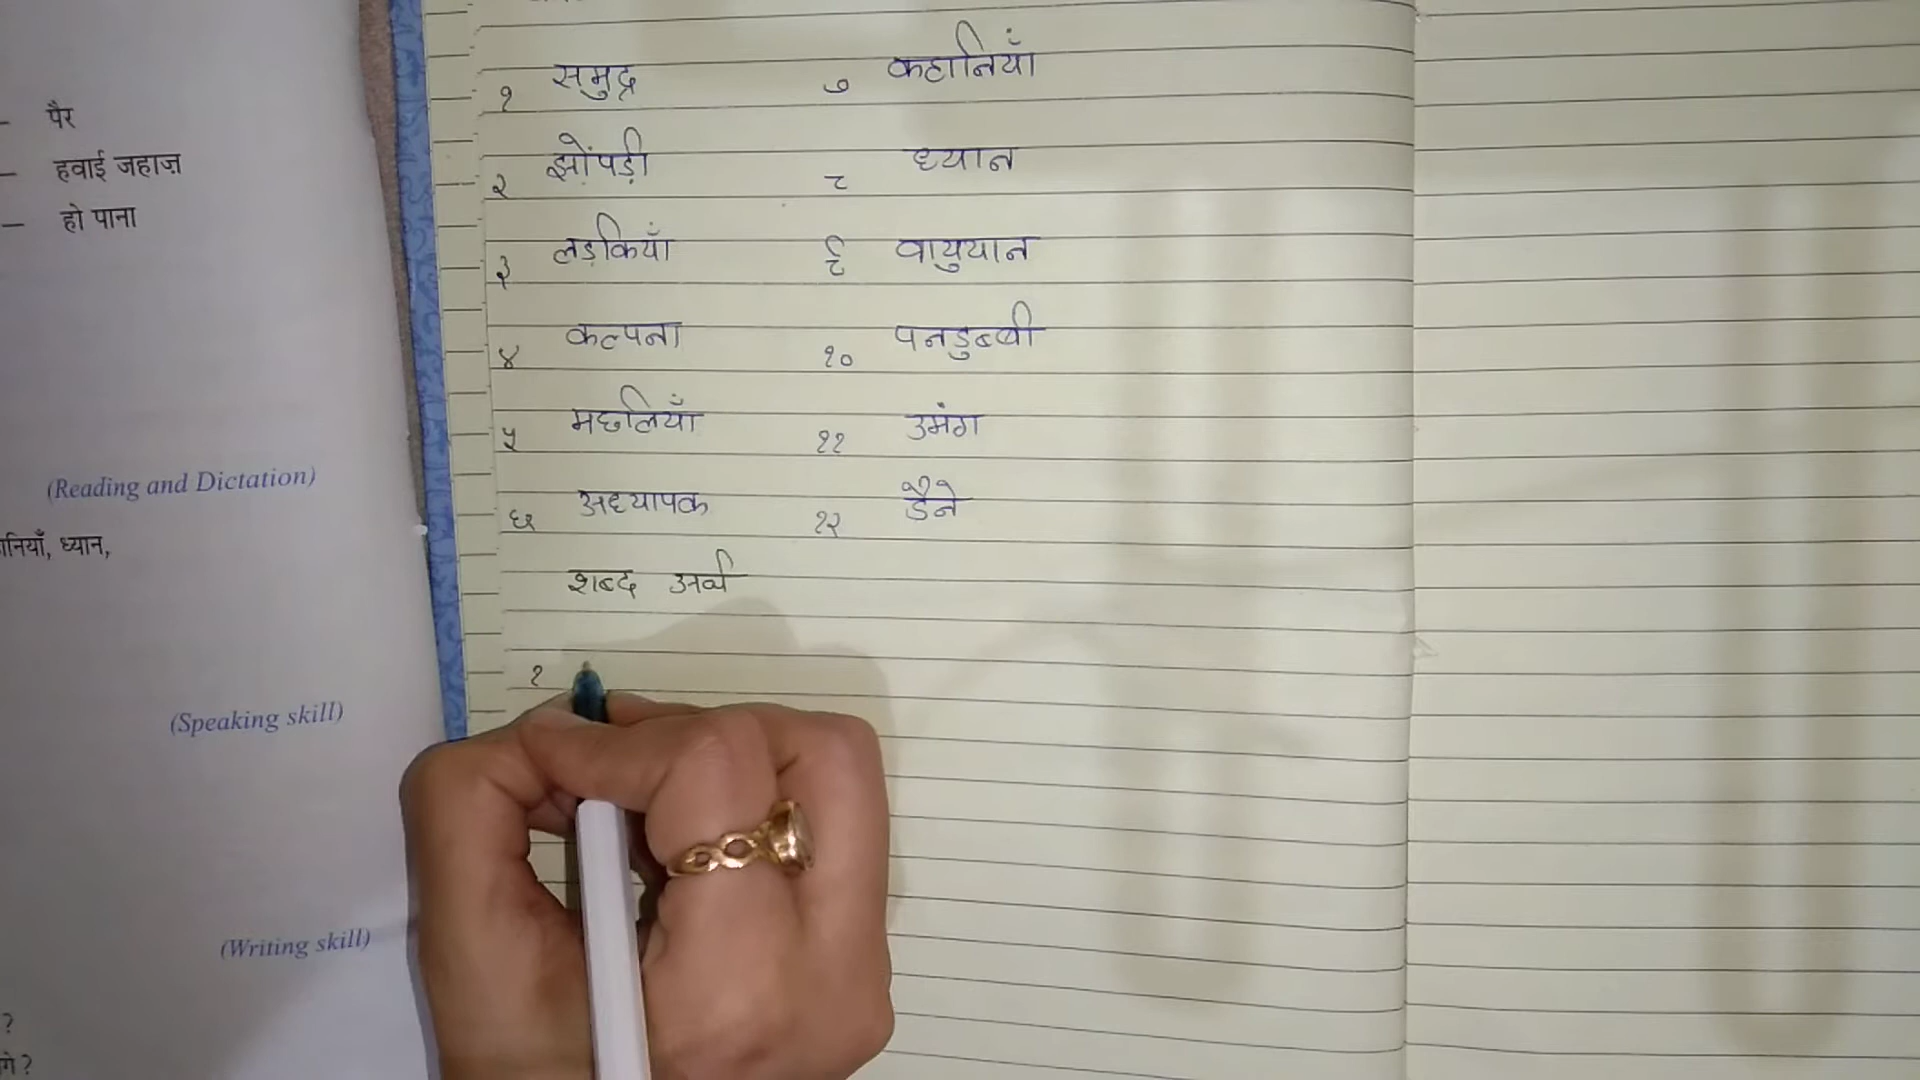 – पैर
– हवाई जहाज़
– हो पाना
(Reading and Dictation)
ध्यान,
(Speaking skill)
(Writing skill)
?
?
१ समुद्र ७ कहानियाँ
२ झोंपड़ी ८ ध्यान
३ लड़कियाँ ९ वायुयान
४ कल्पना १० पनडुब्बी
५ मछलियाँ ११ उमंग
६ अध्यापक १२ डैने
शब्द अर्थ
१